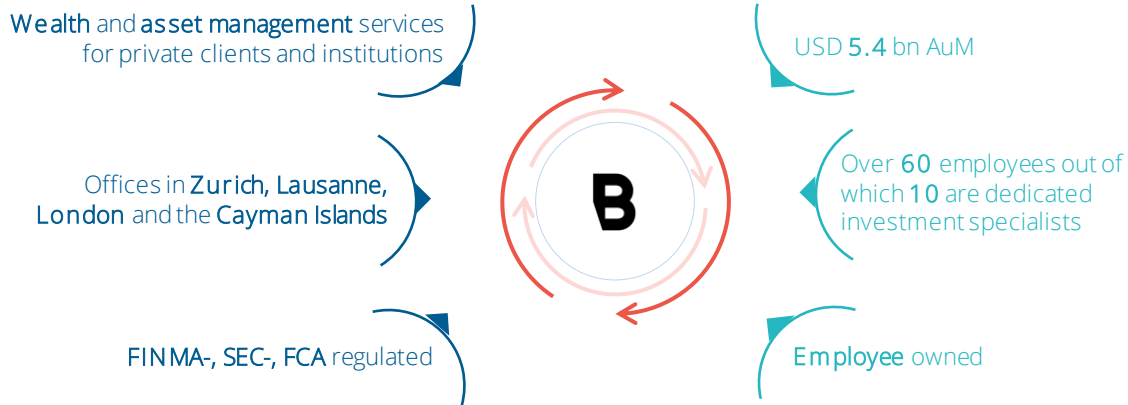 Wealth and asset management services
for private clients and institutions
USD 5.4 bn AuM
Offices in Zurich, Lausanne,
London and the Cayman Islands
B
Over 60 employees out of
which 10 are dedicated
investment specialists
FINMA-, SEC-, FCA regulated
Employee owned